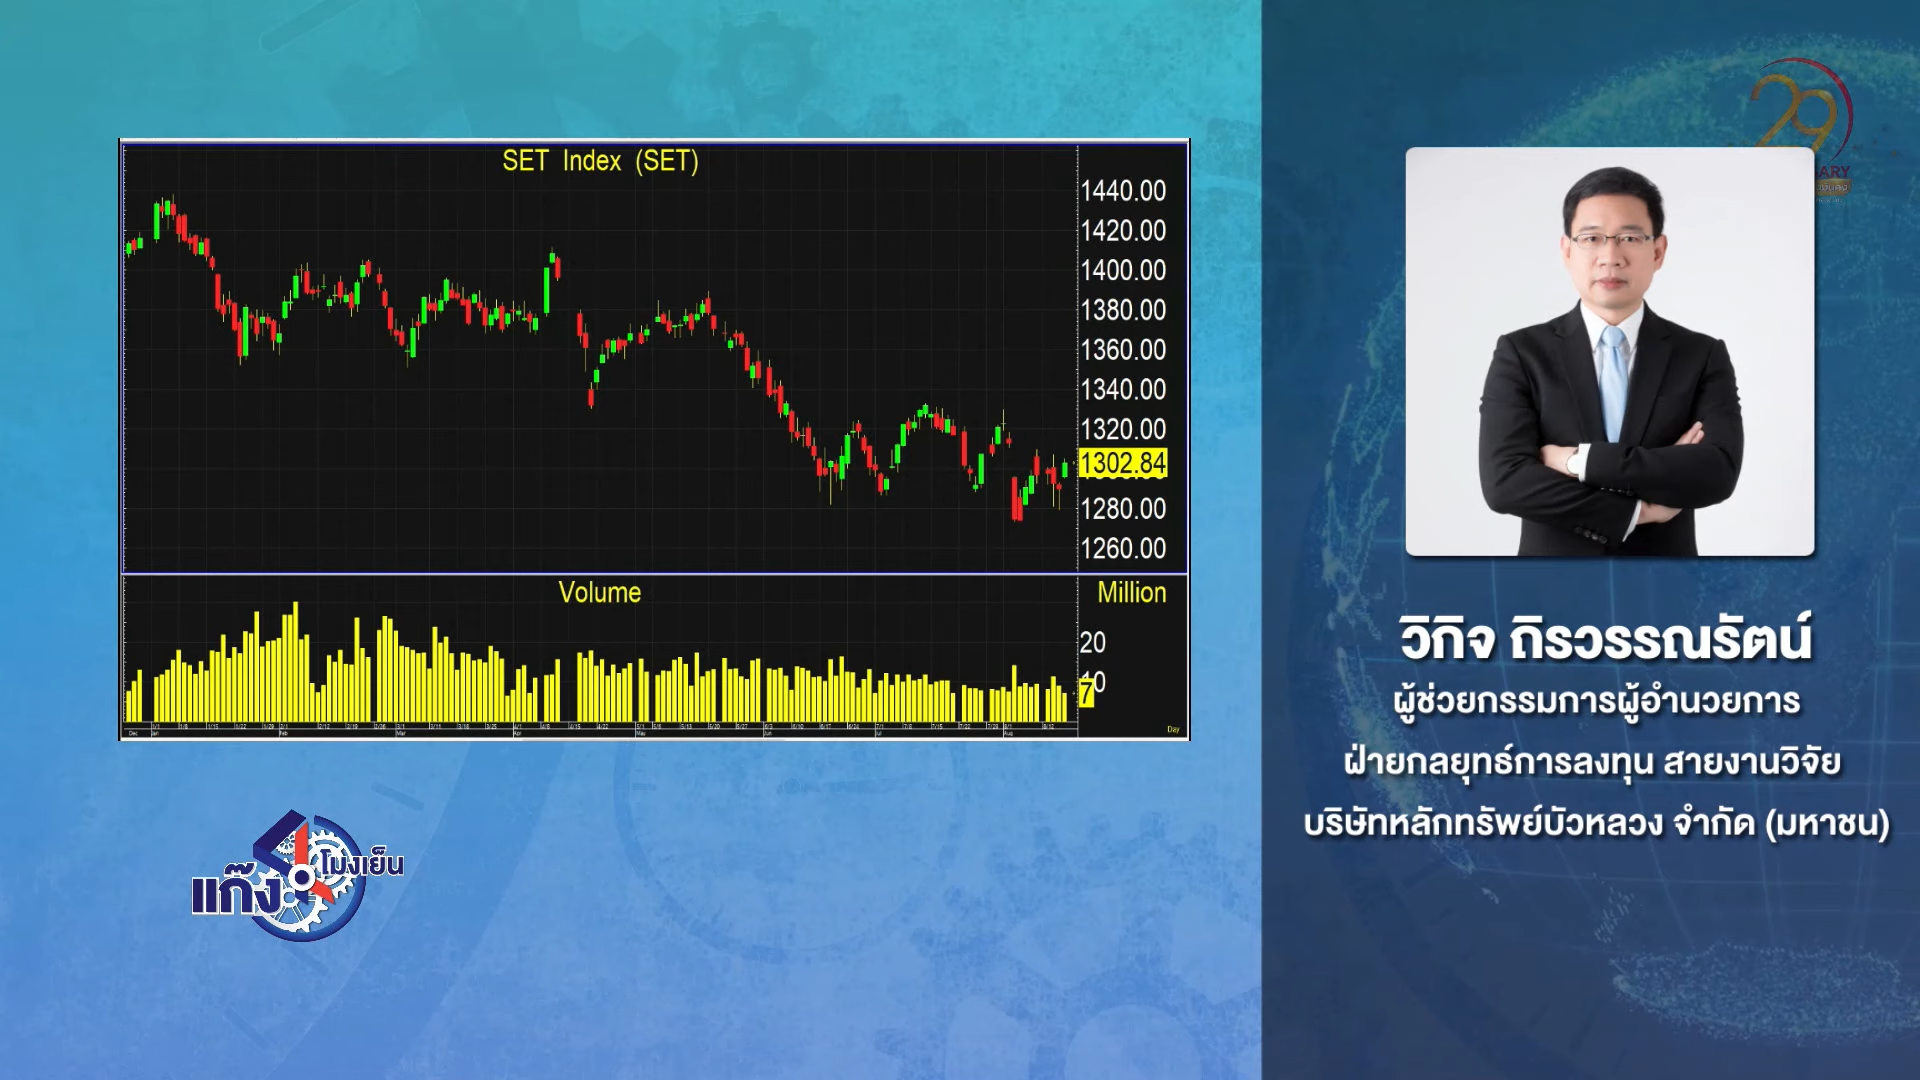 SET Index (SET)
1440.00
1420.00
1400.00
1380.00
1360.00
1340.00
1320.00
1302.84
1280.00
1260.00
Volume
Million
20
10
7
Day
แก๊ง 4 โมงเย็น
29
วิกิจ ถิรวรรณรัตน์
ผู้ช่วยกรรมการผู้อำนวยการ
ฝ่ายกลยุทธ์การลงทุน สายงานวิจัย
บริษัทหลักทรัพย์บัวหลวง จำกัด (มหาชน)